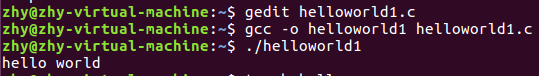 zhy@zhy-virtual-machine:~$ gedit helloworld1.c
zhy@zhy-virtual-machine:~$ gcc -o helloworld1 helloworld1.c
zhy@zhy-virtual-machine:~$ ./helloworld1
hello world